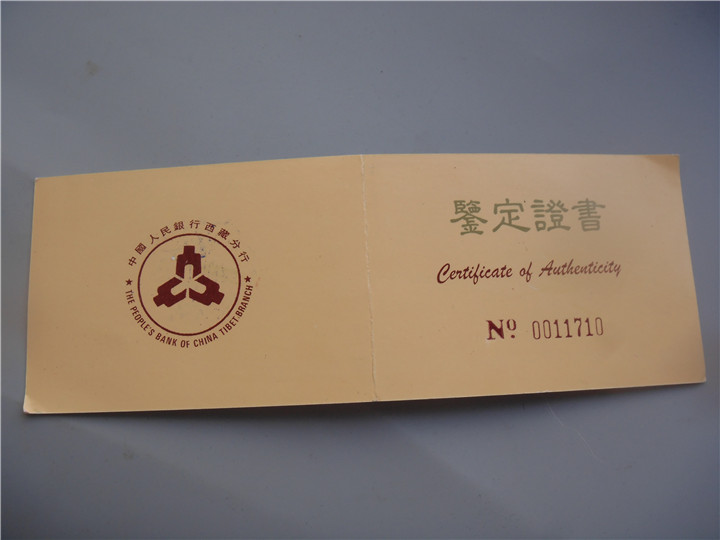 中國人民銀行西藏分行
★ THE PEOPLE'S BANK OF CHINA TIBET BRANCH ★
鑒定證書
Certificate of Authenticity
Nº 0011710